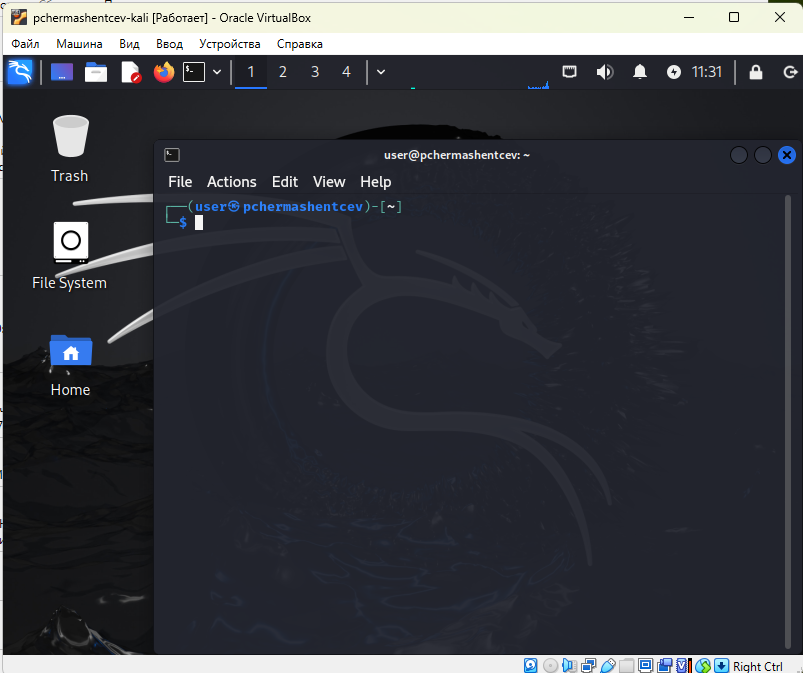 pchermashentcev-kali [Работает] - Oracle VirtualBox
Файл Машина Вид Ввод Устройства Справка
1 2 3 4 11:31
Trash
File System
Home
user@pchermashentcev: ~
File Actions Edit View Help
┌──(user㉿pchermashentcev)-[~]
└─$
Right Ctrl